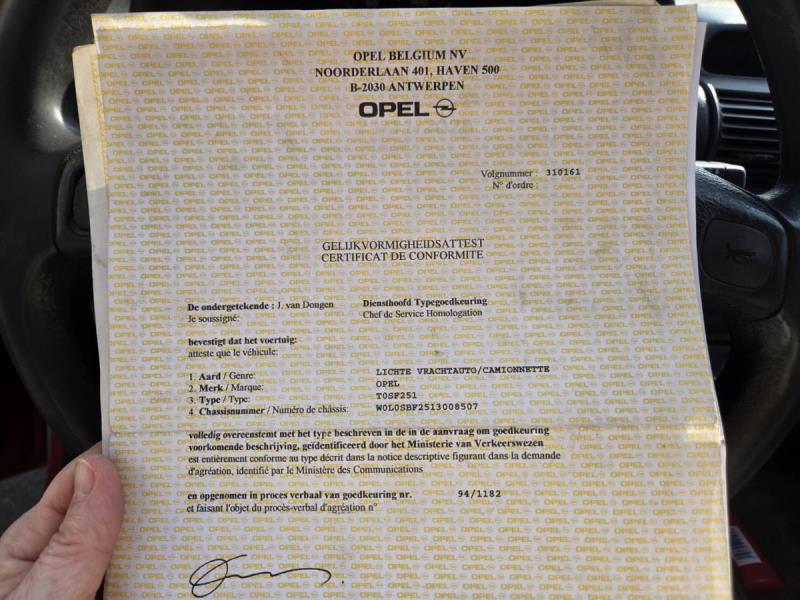 OPEL BELGIUM NV
NOORDERLAAN 401, HAVEN 500
B-2030 ANTWERPEN
OPEL
Volgnummer : 310161
N° d'ordre :
GELIJKVORMIGHEIDSATTEST
CERTIFICAT DE CONFORMITE
De ondergetekende : J. van Dongen Diensthoofd Typegoedkeuring
Je soussigné: Chef de Service Homologation
bevestigt dat het voertuig:
atteste que le véhicule:
1. Aard / Genre: LICHTE VRACHTAUTO/CAMIONNETTE
2. Merk / Marque: OPEL
3. Type / Type: T0SF251
4. Chassisnummer / Numéro de châssis: W0L0SBF2513008507
volledig overeenstemt met het type beschreven in de in de aanvraag om goedkeuring
voorkomende beschrijving, geïdentificeerd door het Ministerie van Verkeerswezen
est entièrement conforme au type décrit dans la notice descriptive figurant dans la demande
d'agréation, identifié par le Ministère des Communications
en opgenomen in proces verbaal van goedkeuring nr. 94/1182
et faisant l'objet du procès-verbal d'agréation n°